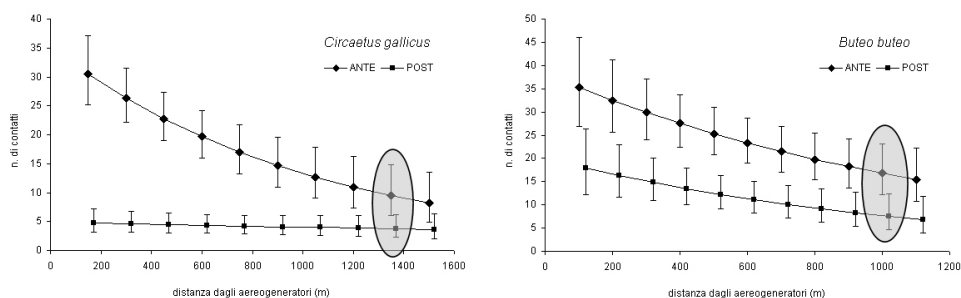 Circaetus gallicus
ANTE POST
n. di contatti
40
35
30
25
20
15
10
5
0
0 200 400 600 800 1000 1200 1400 1600
distanza dagli aereogeneratori (m)
Buteo buteo
ANTE POST
n. di contatti
50
45
40
35
30
25
20
15
10
5
0
0 200 400 600 800 1000 1200
distanza dagli aereogeneratori (m)